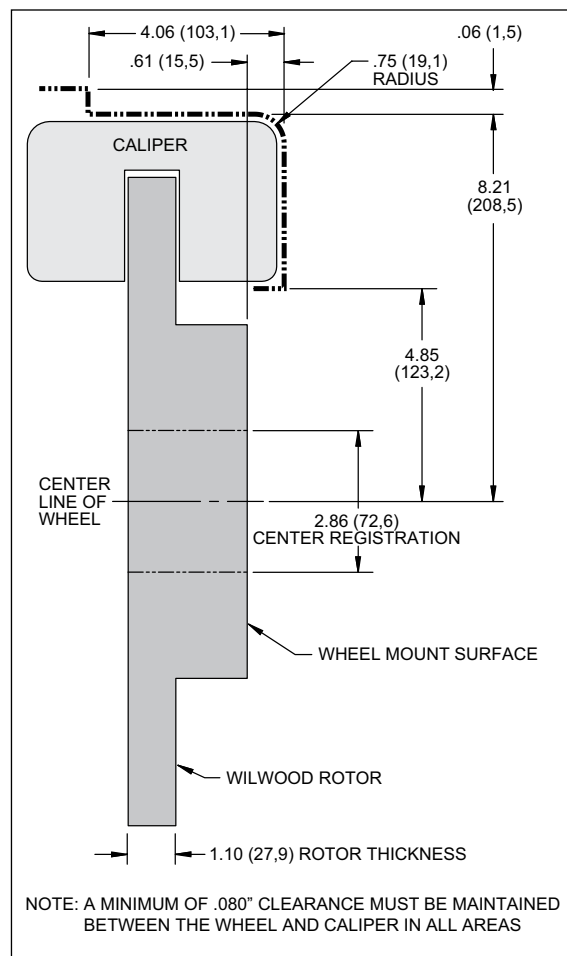 4.06 (103,1)
.06 (1,5)
.61 (15,5)
.75 (19,1)
RADIUS
CALIPER
8.21
(208,5)
4.85
(123,2)
CENTER
LINE OF
WHEEL
2.86 (72,6)
CENTER REGISTRATION
WHEEL MOUNT SURFACE
WILWOOD ROTOR
1.10 (27,9) ROTOR THICKNESS
NOTE: A MINIMUM OF .080" CLEARANCE MUST BE MAINTAINED
BETWEEN THE WHEEL AND CALIPER IN ALL AREAS